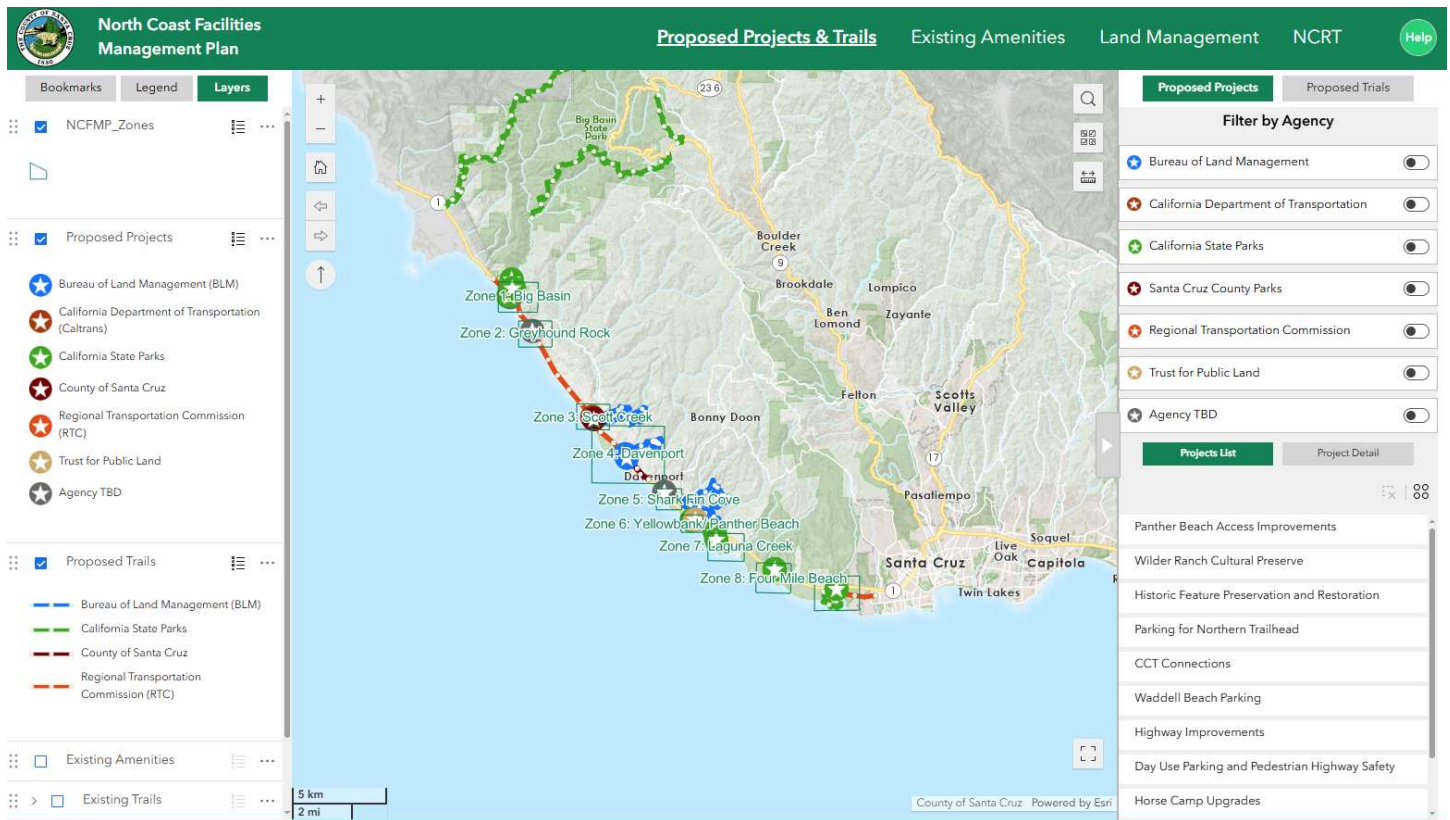 North Coast Facilities
Management Plan
Proposed Projects & Trails
Existing Amenities
Land Management
NCRT
Help
Bookmarks
Legend
Layers
NCFMP_Zones
Proposed Projects
Bureau of Land Management (BLM)
California Department of Transportation
(Caltrans)
California State Parks
County of Santa Cruz
Regional Transportation Commission
(RTC)
Trust for Public Land
Agency TBD
Proposed Trails
Bureau of Land Management (BLM)
California State Parks
County of Santa Cruz
Regional Transportation
Commission (RTC)
Existing Amenities
Existing Trails
236
Big Basin
State
Park
1
Boulder
Creek
9
Brookdale
Lompico
Ben
Lomond
Zayante
Zone 1: Big Basin
Zone 2: Greyhound Rock
Felton
Scotts
Valley
Zone 3: Scott Creek
Bonny Doon
Zone 4: Davenport
17
Davenport
Zone 5: Shark Fin Cove
Pasatiempo
Zone 6: Yellowbank/ Panther Beach
Zone 7: Laguna Creek
Live
Oak
Soquel
Santa Cruz
Capitola
Zone 8: Four Mile Beach
1
Twin Lakes
5 km
2 mi
County of Santa Cruz
Powered by Esri
Proposed Projects
Proposed Trials
Filter by Agency
Bureau of Land Management
California Department of Transportation
California State Parks
Santa Cruz County Parks
Regional Transportation Commission
Trust for Public Land
Agency TBD
Projects List
Project Detail
Panther Beach Access Improvements
Wilder Ranch Cultural Preserve
Historic Feature Preservation and Restoration
Parking for Northern Trailhead
CCT Connections
Waddell Beach Parking
Highway Improvements
Day Use Parking and Pedestrian Highway Safety
Horse Camp Upgrades